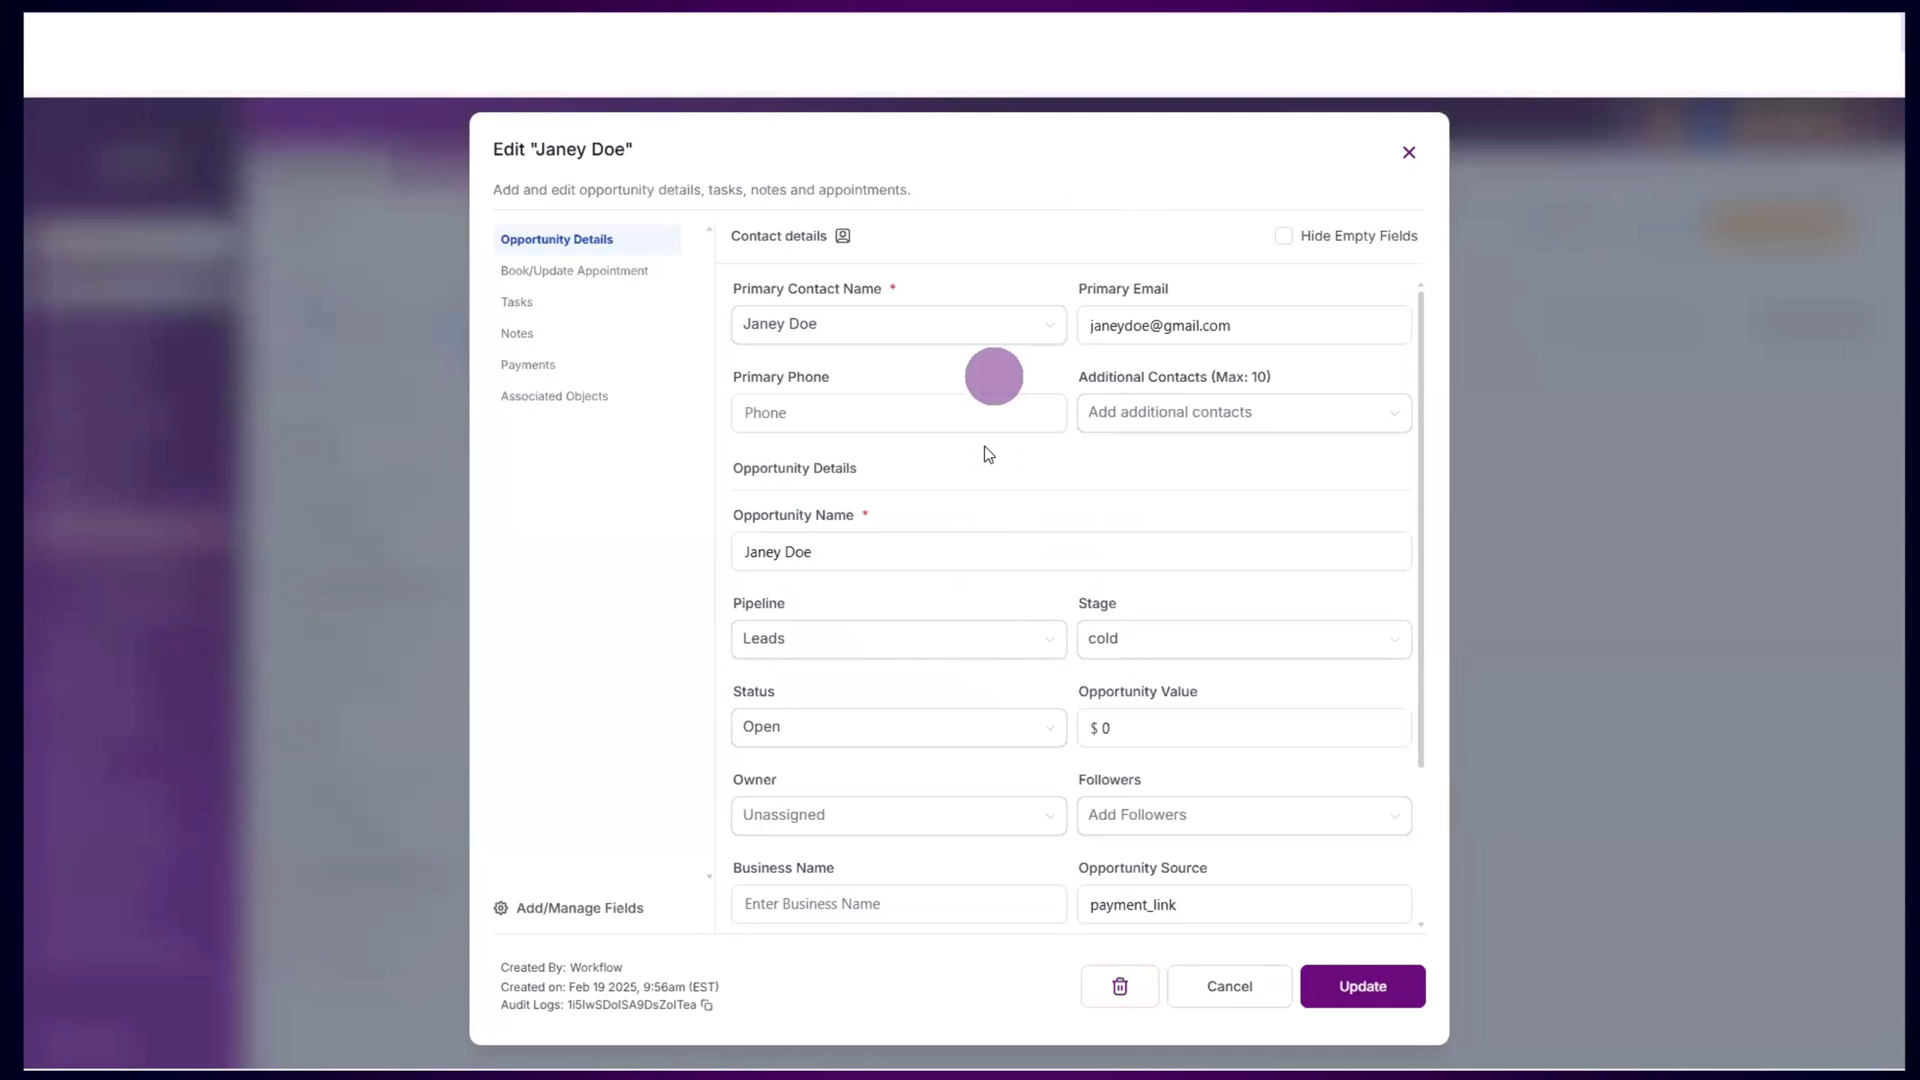 Edit "Janey Doe"
Add and edit opportunity details, tasks, notes and appointments.
Opportunity Details
Book/Update Appointment
Tasks
Notes
Payments
Associated Objects
Add/Manage Fields
Contact details
Hide Empty Fields
Primary Contact Name *
Primary Email
Janey Doe
janeydoe@gmail.com
Primary Phone
Additional Contacts (Max: 10)
Phone
Add additional contacts
Opportunity Details
Opportunity Name *
Janey Doe
Pipeline
Stage
Leads
cold
Status
Opportunity Value
Open
$ 0
Owner
Followers
Unassigned
Add Followers
Business Name
Opportunity Source
Enter Business Name
payment_link
Created By: Workflow
Created on: Feb 19 2025, 9:56am (EST)
Audit Logs: 1i5IwSDoISA9DsZoITea
Cancel
Update